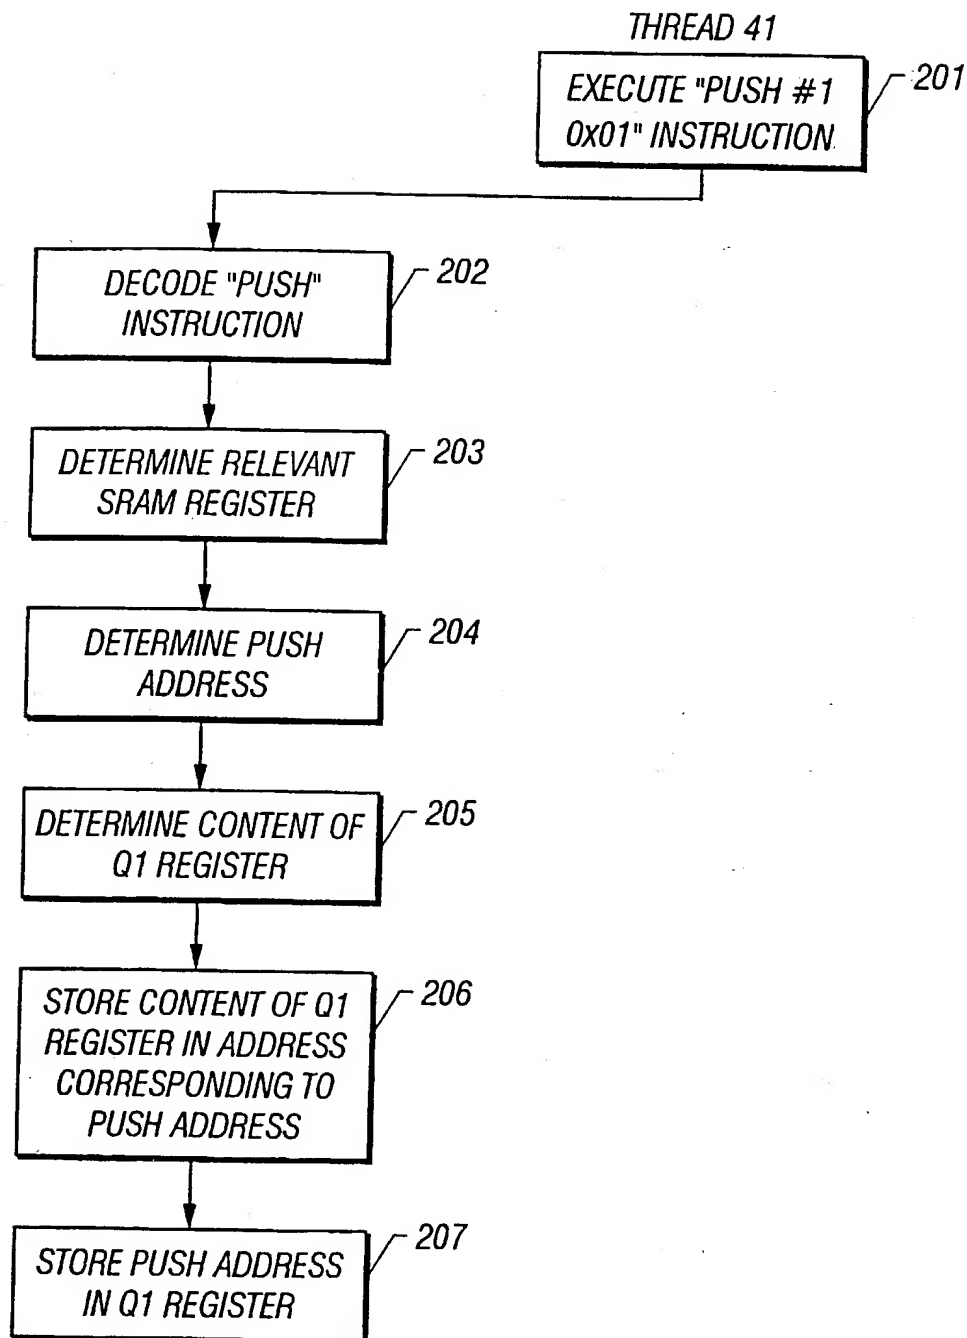 THREAD 41
EXECUTE "PUSH #1
0x01" INSTRUCTION
201
DECODE "PUSH"
INSTRUCTION
202
DETERMINE RELEVANT
SRAM REGISTER
203
DETERMINE PUSH
ADDRESS
204
DETERMINE CONTENT OF
Q1 REGISTER
205
STORE CONTENT OF Q1
REGISTER IN ADDRESS
CORRESPONDING TO
PUSH ADDRESS
206
STORE PUSH ADDRESS
IN Q1 REGISTER
207